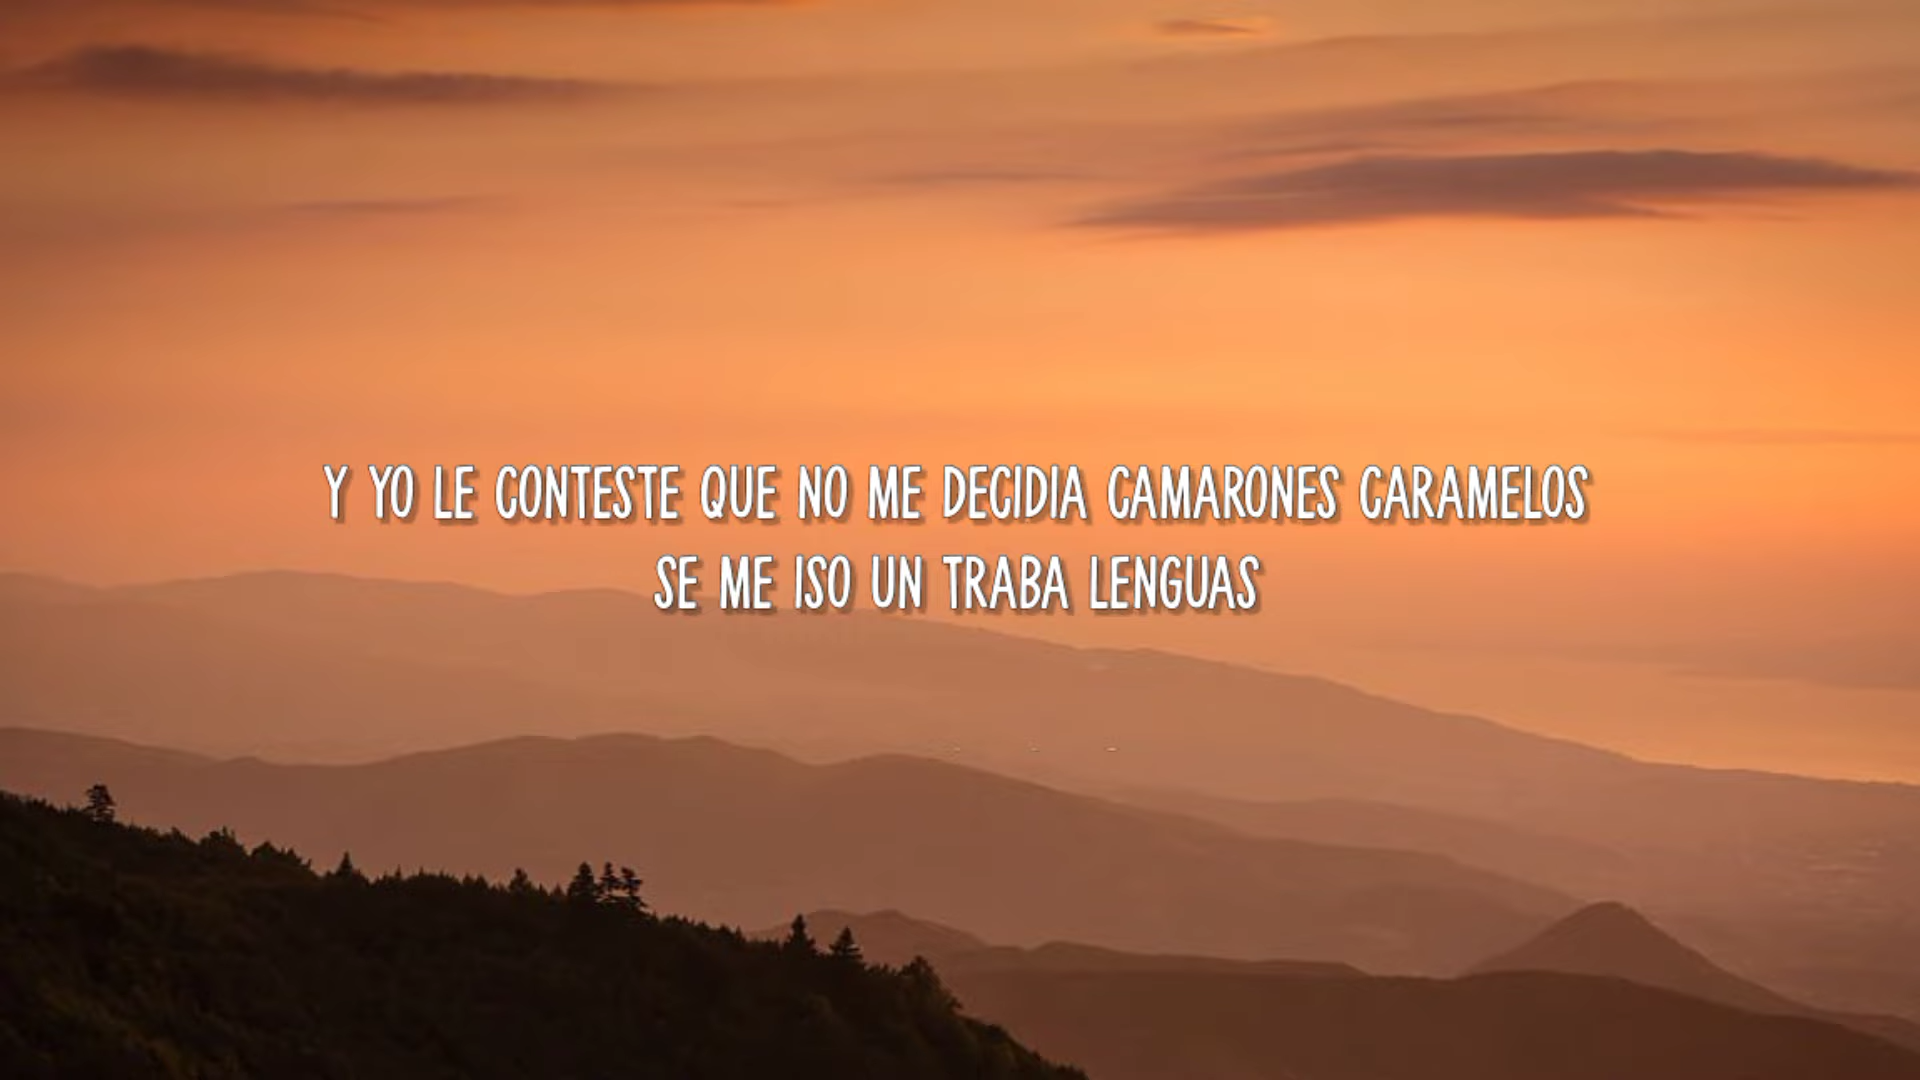 Y YO LE CONTESTE QUE NO ME DECIDIA CAMARONES CARAMELOS
SE ME ISO UN TRABA LENGUAS